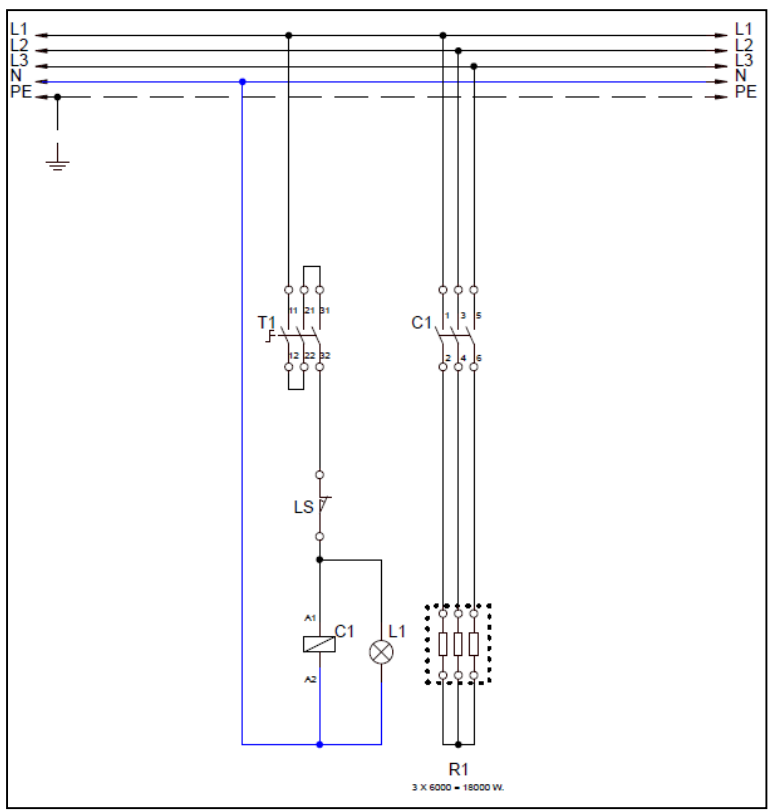 L1 L1
L2 L2
L3 L3
N N
PE PE
11 21 31 1 3 5
T1 C1
12 22 32 2 4 6
LS
A1 C1 L1
A2
R1
3 X 6000 = 18000 W.